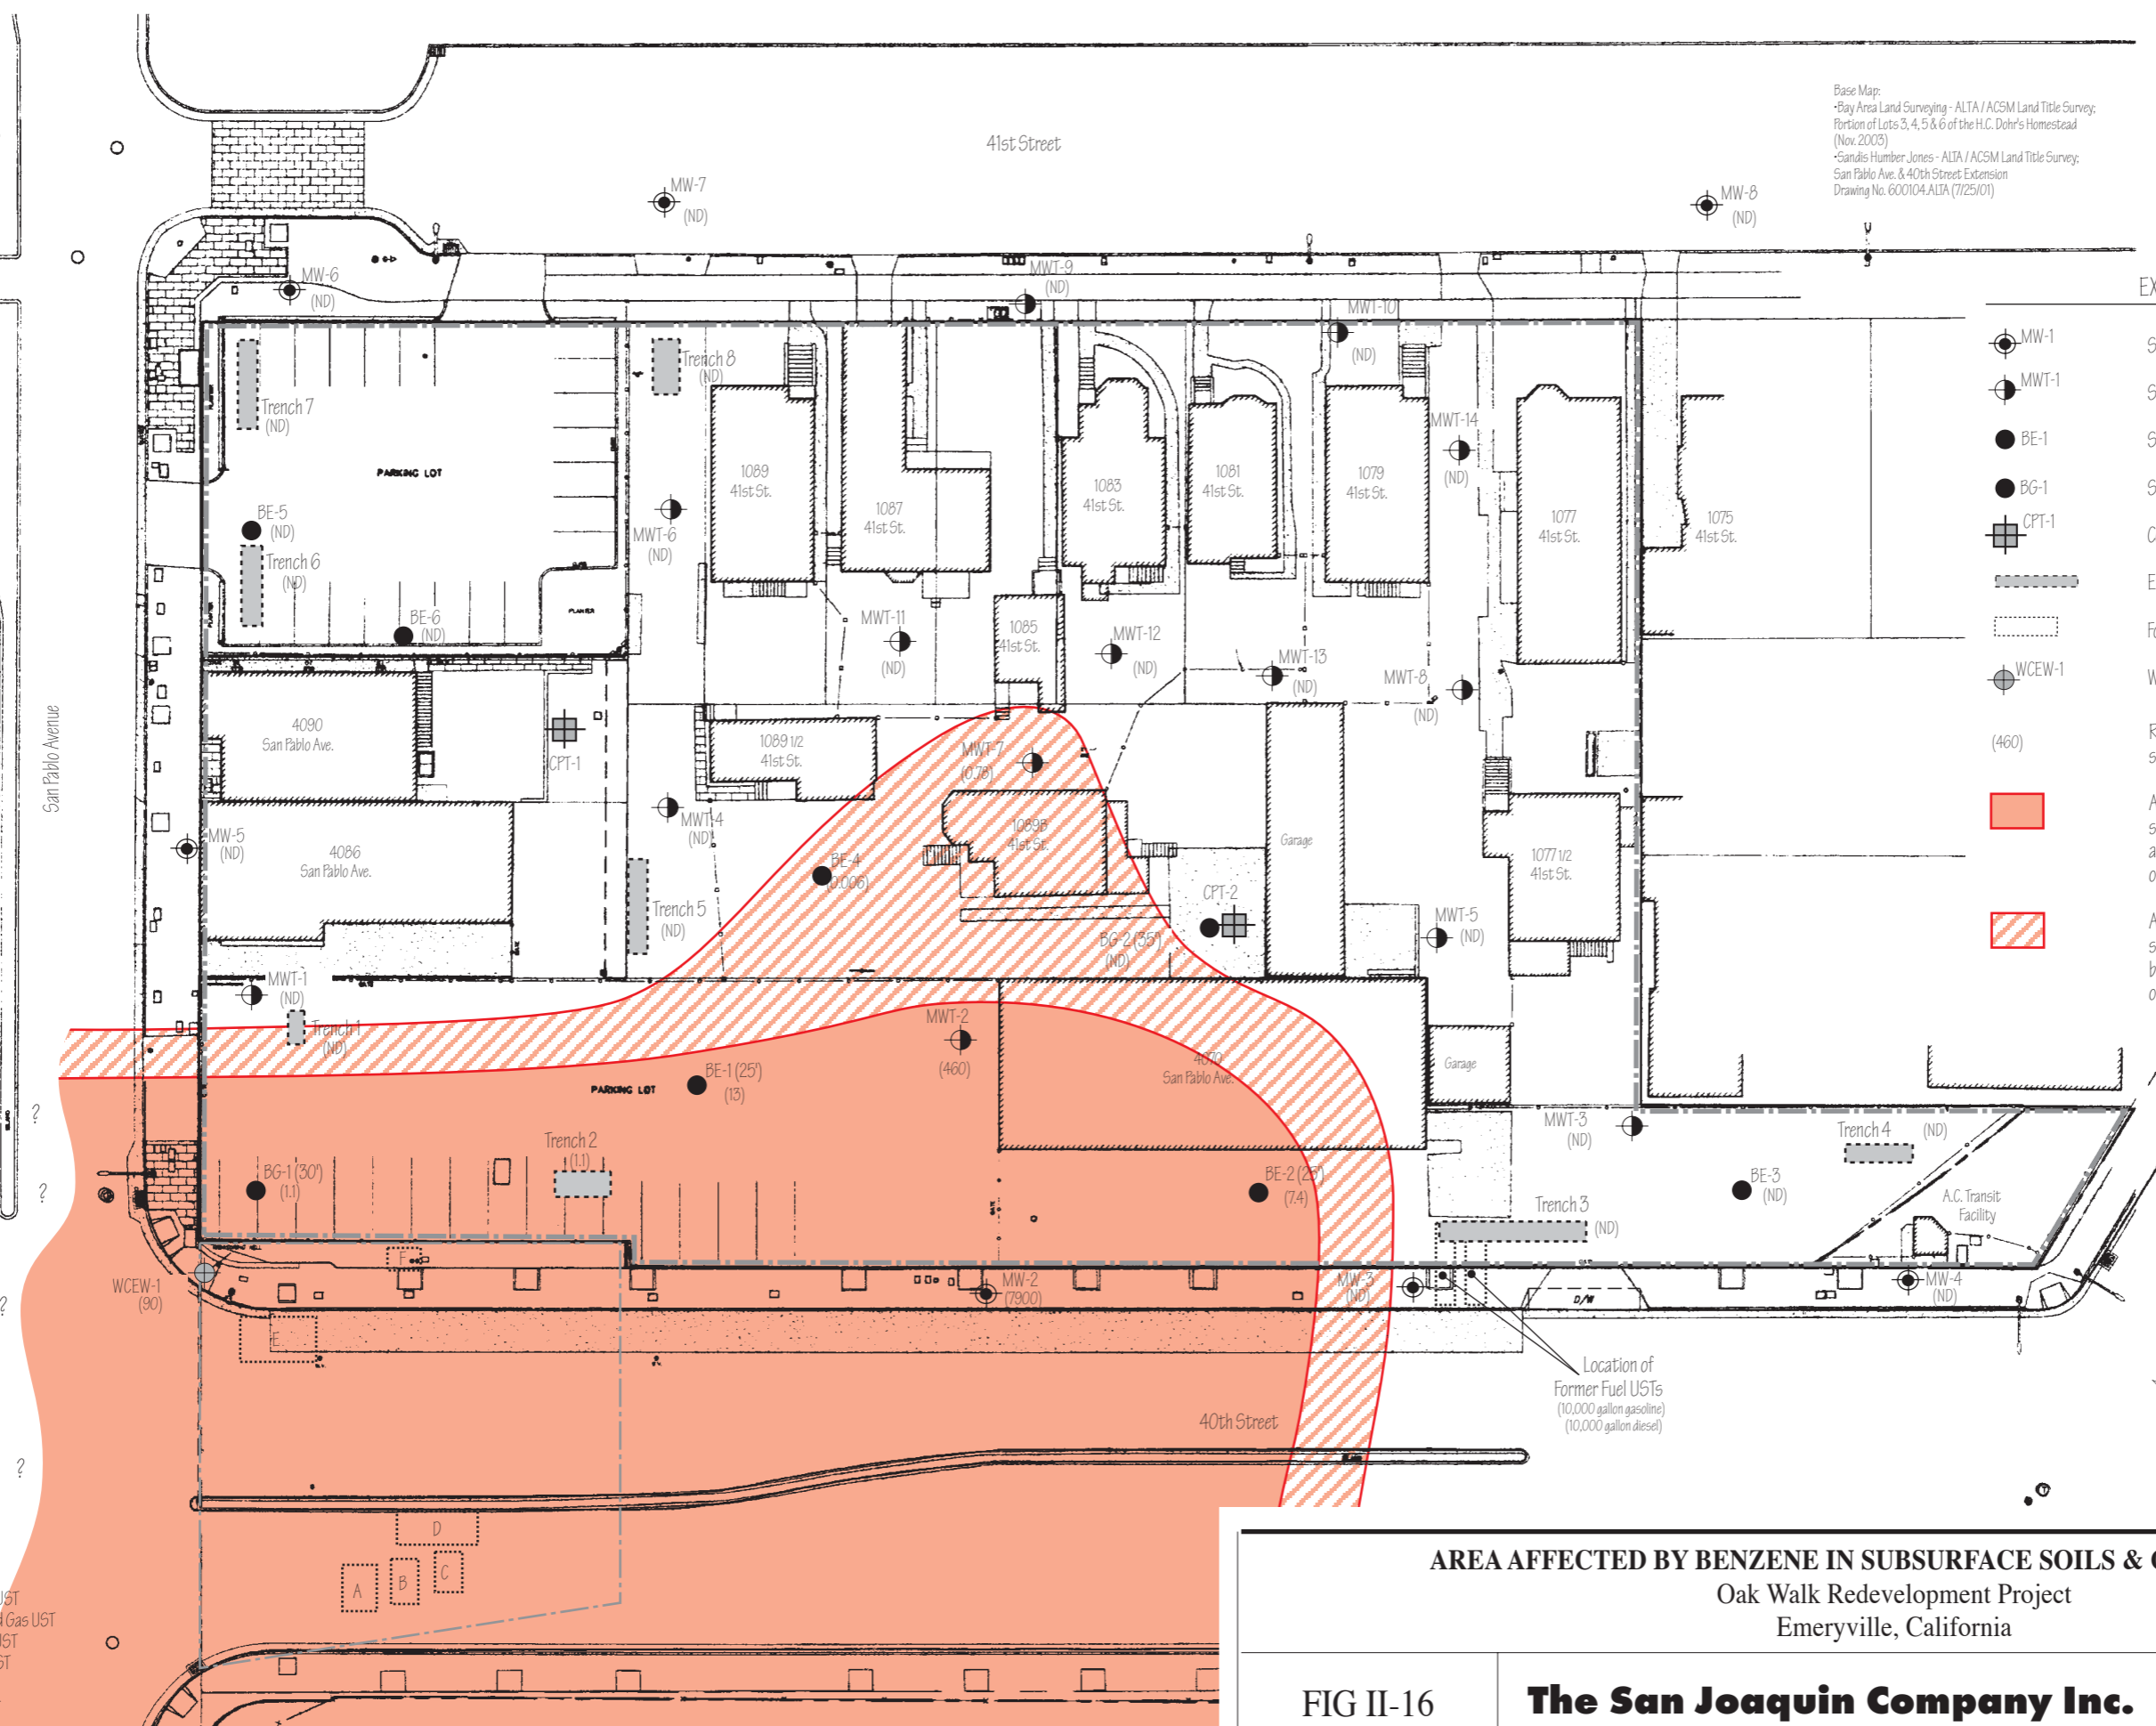 Base Map:
•Bay Area Land Surveying - ALTA / ACSM Land Title Survey;
Portion of Lots 3, 4, 5 & 6 of the H.C. Dohr's Homestead
(Nov. 2003)
•Sandis Humber Jones - ALTA / ACSM Land Title Survey;
San Pablo Ave. & 40th Street Extension
Drawing No. 600104.ALTA (7/25/01)
41st Street
MW-7
(ND)
MW-8
(ND)
MW-6
(ND)
MWT-9
(ND)
MWT-10
(ND)
EX
MW-1
MWT-1
BE-1
BG-1
CPT-1
WCEW-1
(460)
Trench 7
(ND)
Trench 8
(ND)
PARKING LOT
1089
41st St.
1087
41st St.
1083
41st St.
1081
41st St.
1079
41st St.
MWT-14
(ND)
1077
41st St.
1075
41st St.
BE-5
(ND)
Trench 6
(ND)
BE-6
(ND)
PLANTER
MWT-6
(ND)
MWT-11
(ND)
1085
41st St.
MWT-12
(ND)
MWT-13
(ND)
MWT-8
(ND)
San Pablo Avenue
4090
San Pablo Ave.
CPT-1
1089 1/2
41st St.
MWT-7
(0.78)
MW-5
(ND)
4086
San Pablo Ave.
MWT-4
(ND)
BE-4
(0.006)
1089B
41st St.
Garage
1077 1/2
41st St.
Trench 5
(ND)
CPT-2
BG-2 (35')
(ND)
MWT-5
(ND)
MWT-1
(ND)
Trench 1
(ND)
MWT-2
(460)
4070
San Pablo Ave.
Garage
BE-1 (25')
(13)
PARKING LOT
MWT-3
(ND)
Trench 4
(ND)
Trench 2
(1.1)
BG-1 (30')
(1.1)
BE-2 (25')
(7.4)
BE-3
(ND)
A.C. Transit
Facility
Trench 3
(ND)
?
?
?
?
WCEW-1
(90)
F
E
MW-2
(7900)
MW-3
(ND)
D/W
MW-4
(ND)
Location of
Former Fuel USTs
(10,000 gallon gasoline)
(10,000 gallon diesel)
40th Street
D
A
B
C
UST
d Gas UST
UST
ST
AREA AFFECTED BY BENZENE IN SUBSURFACE SOILS &
Oak Walk Redevelopment Project
Emeryville, California
FIG II-16
The San Joaquin Company Inc.